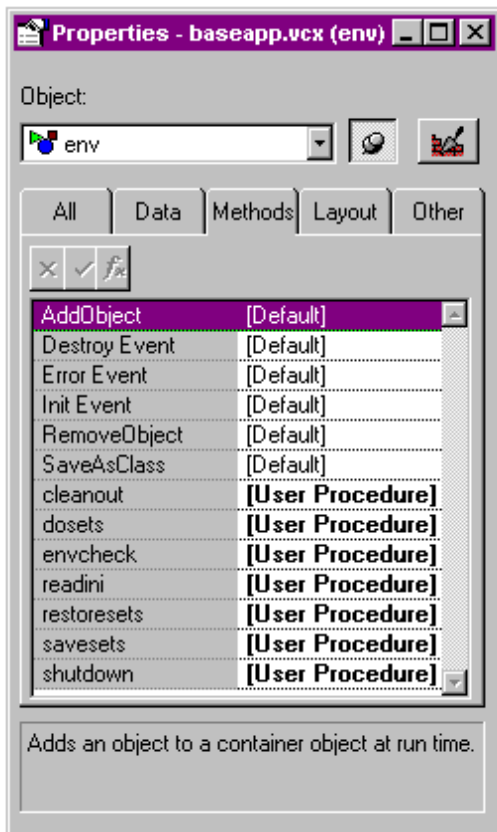 Properties - baseapp.vcx (env)
Object:
env
All Data Methods Layout Other
fx
AddObject [Default]
Destroy Event [Default]
Error Event [Default]
Init Event [Default]
RemoveObject [Default]
SaveAsClass [Default]
cleanout [User Procedure]
dosets [User Procedure]
envcheck [User Procedure]
readini [User Procedure]
restoresets [User Procedure]
savesets [User Procedure]
shutdown [User Procedure]
Adds an object to a container object at run time.